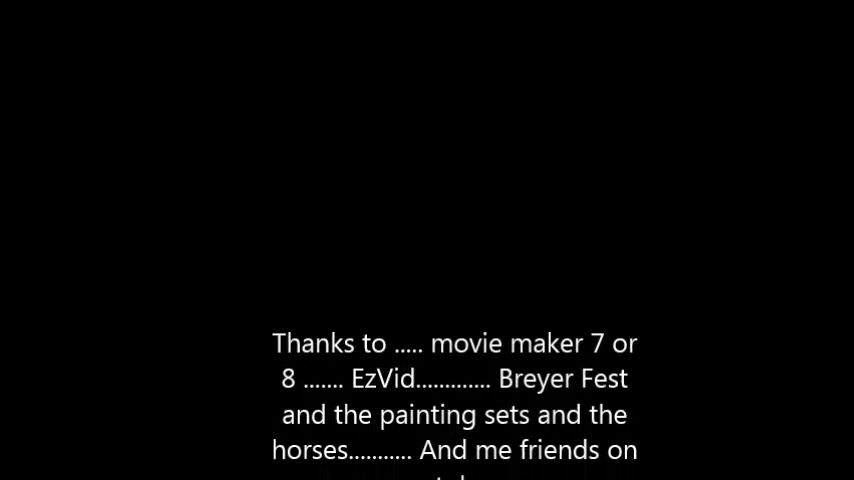 Thanks to ..... movie maker 7 or
8 ....... EzVid............. Breyer Fest
and the painting sets and the
horses........... And me friends on